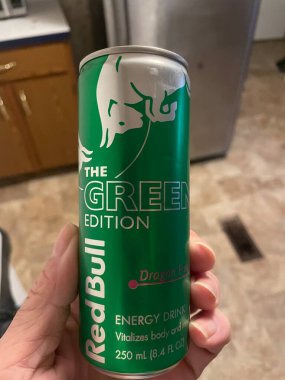 THE
GREEN
EDITION
Red Bull
Dragon
ENERGY DRINK
Vitalizes body and
250 mL (8.4 fl OZ)